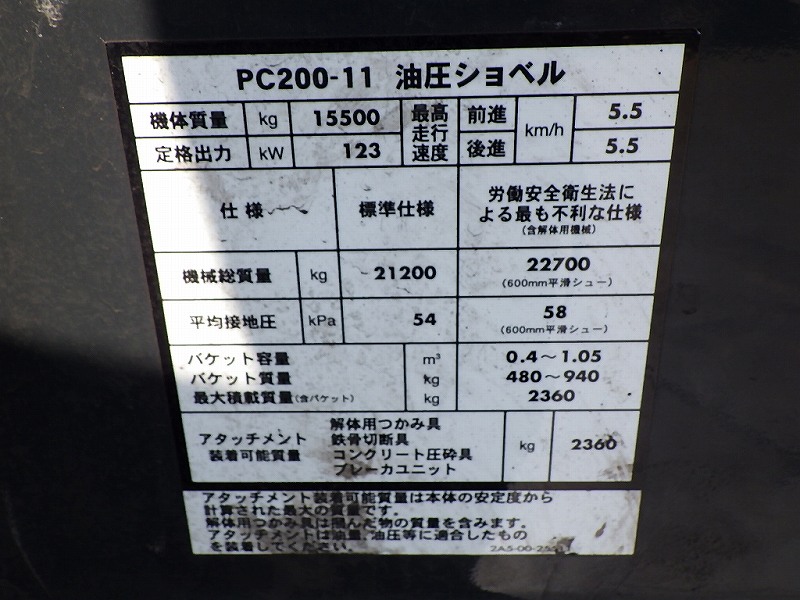 PC200-11 油圧ショベル
機体質量 kg 15500 最高走行速度 前進 km/h 5.5
定格出力 kW 123 後進 5.5
仕様 標準仕様 労働安全衛生法による最も不利な仕様
(含解体用機械)
機械総質量 kg 21200 22700
(600mm平滑シュー)
平均接地圧 kPa 54 58
(600mm平滑シュー)
バケット容量 m³ 0.4～1.05
バケット質量 kg 480～940
最大積載質量(含バケット) kg 2360
アタッチメント装着可能質量 解体用つかみ具 kg 2360
鉄骨切断具
コンクリート圧砕具
ブレーカユニット
アタッチメント装着可能質量は本体の安定度から
計算された最大の質量です。
解体用つかみ具は掴んだ物の質量を含みます。
アタッチメントは油量、油圧等に適合したもの
を装着してください。
2A5-00-